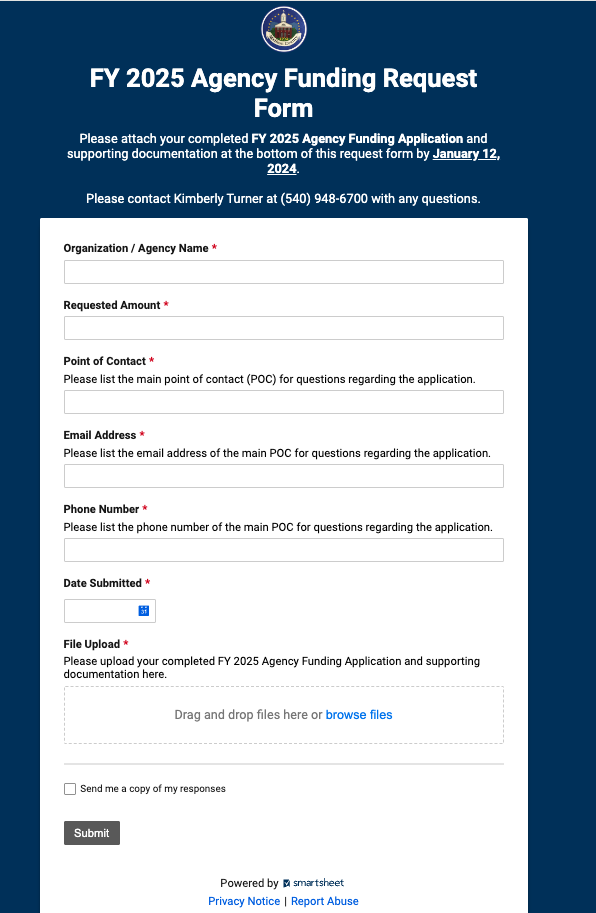 FY 2025 Agency Funding Request
Form
Please attach your completed FY 2025 Agency Funding Application and
supporting documentation at the bottom of this request form by January 12,
2024.
Please contact Kimberly Turner at (540) 948-6700 with any questions.
Organization / Agency Name *
Requested Amount *
Point of Contact *
Please list the main point of contact (POC) for questions regarding the application.
Email Address *
Please list the email address of the main POC for questions regarding the application.
Phone Number *
Please list the phone number of the main POC for questions regarding the application.
Date Submitted *
31
File Upload *
Please upload your completed FY 2025 Agency Funding Application and supporting
documentation here.
Drag and drop files here or browse files
Send me a copy of my responses
Submit
Powered by smartsheet
Privacy Notice | Report Abuse